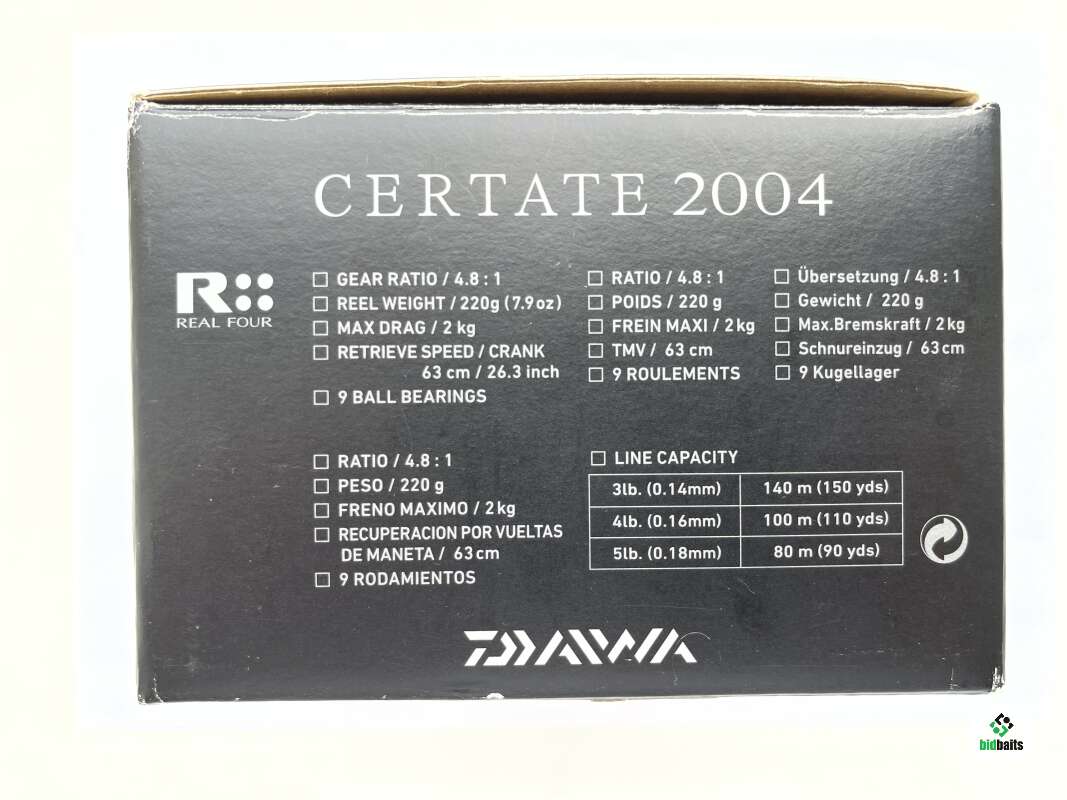 CERTATE 2004
R
REAL FOUR
GEAR RATIO / 4.8 : 1
REEL WEIGHT / 220g (7.9oz)
MAX DRAG / 2 kg
RETRIEVE SPEED / CRANK
63 cm / 26.3 inch
9 BALL BEARINGS
RATIO / 4.8 : 1
POIDS / 220 g
FREIN MAXI / 2 kg
TMV / 63 cm
9 ROULEMENTS
Übersetzung / 4.8 : 1
Gewicht / 220 g
Max.Bremskraft / 2 kg
Schnureinzug / 63 cm
9 Kugellager
RATIO / 4.8 : 1
PESO / 220 g
FRENO MAXIMO / 2 kg
RECUPERACION POR VUELTAS
DE MANETA / 63 cm
9 RODAMIENTOS
LINE CAPACITY
3lb. (0.14mm) 140 m (150 yds)
4lb. (0.16mm) 100 m (110 yds)
5lb. (0.18mm) 80 m (90 yds)
DAIWA
bidbaits